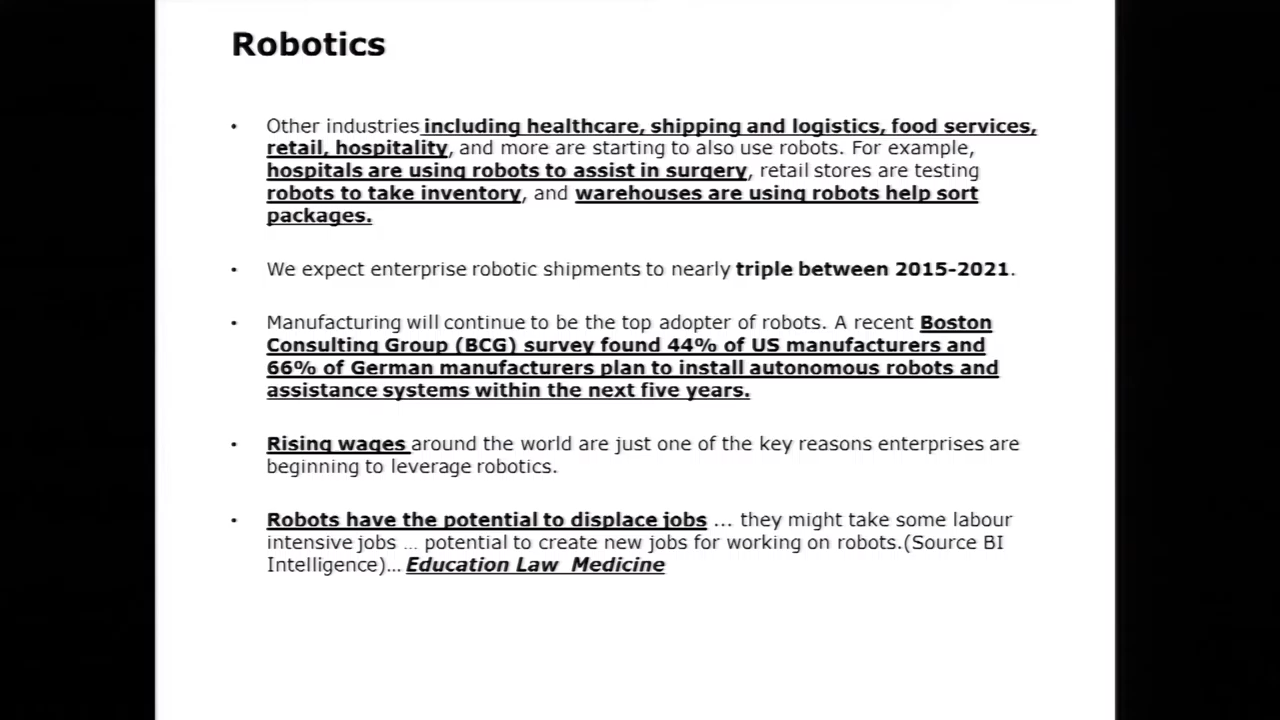 Robotics
• Other industries including healthcare, shipping and logistics, food services,
retail, hospitality, and more are starting to also use robots. For example,
hospitals are using robots to assist in surgery, retail stores are testing
robots to take inventory, and warehouses are using robots help sort
packages.
• We expect enterprise robotic shipments to nearly triple between 2015-2021.
• Manufacturing will continue to be the top adopter of robots. A recent Boston
Consulting Group (BCG) survey found 44% of US manufacturers and
66% of German manufacturers plan to install autonomous robots and
assistance systems within the next five years.
• Rising wages around the world are just one of the key reasons enterprises are
beginning to leverage robotics.
• Robots have the potential to displace jobs ... they might take some labour
intensive jobs ... potential to create new jobs for working on robots.(Source BI
Intelligence)... Education Law Medicine